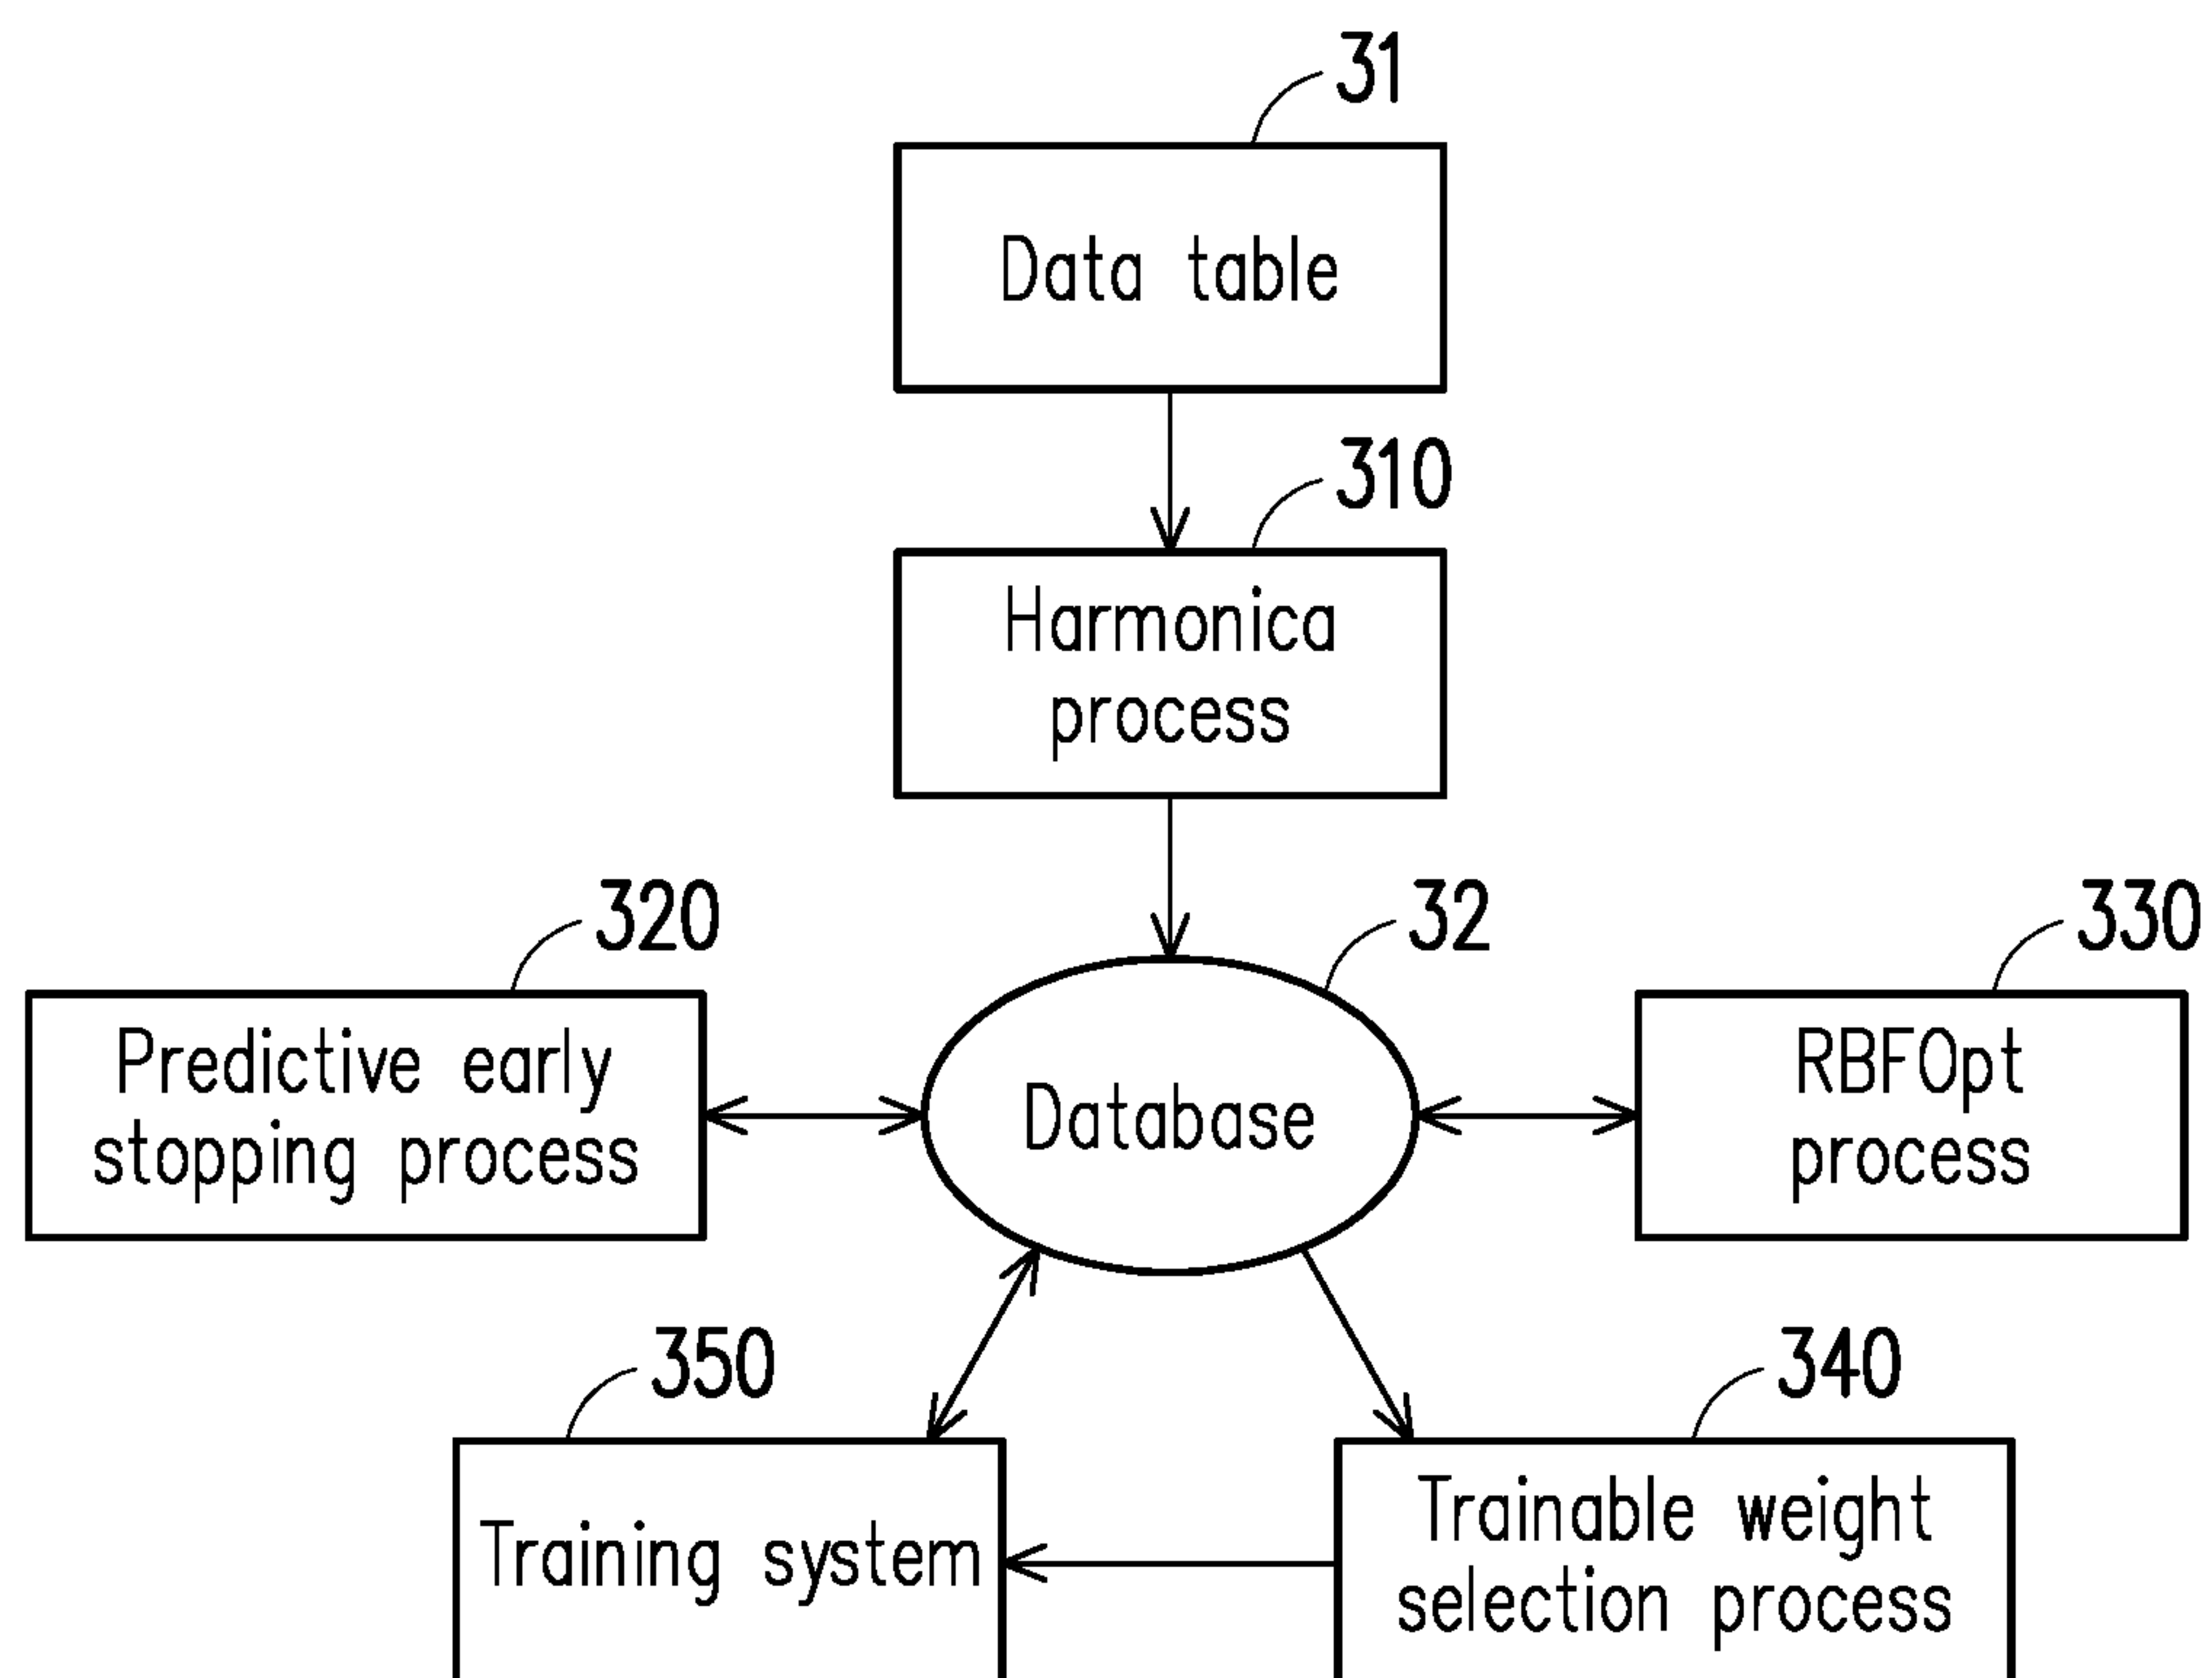 31
Data table
310
Harmonica
process
320
32
330
Predictive early
stopping process
Database
RBFOpt
process
350
340
Training system
Trainable weight
selection process